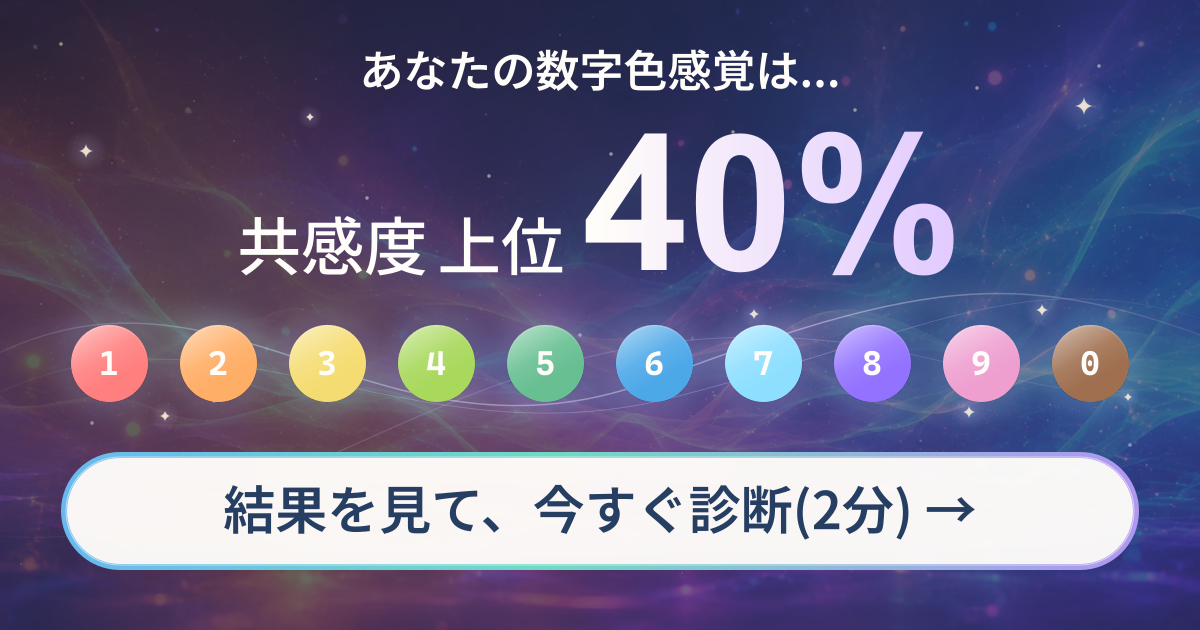 あなたの数字色感覚は...
共感度 上位 40%
1 2 3 4 5 6 7 8 9 0
結果を見て、今すぐ診断(2分) →